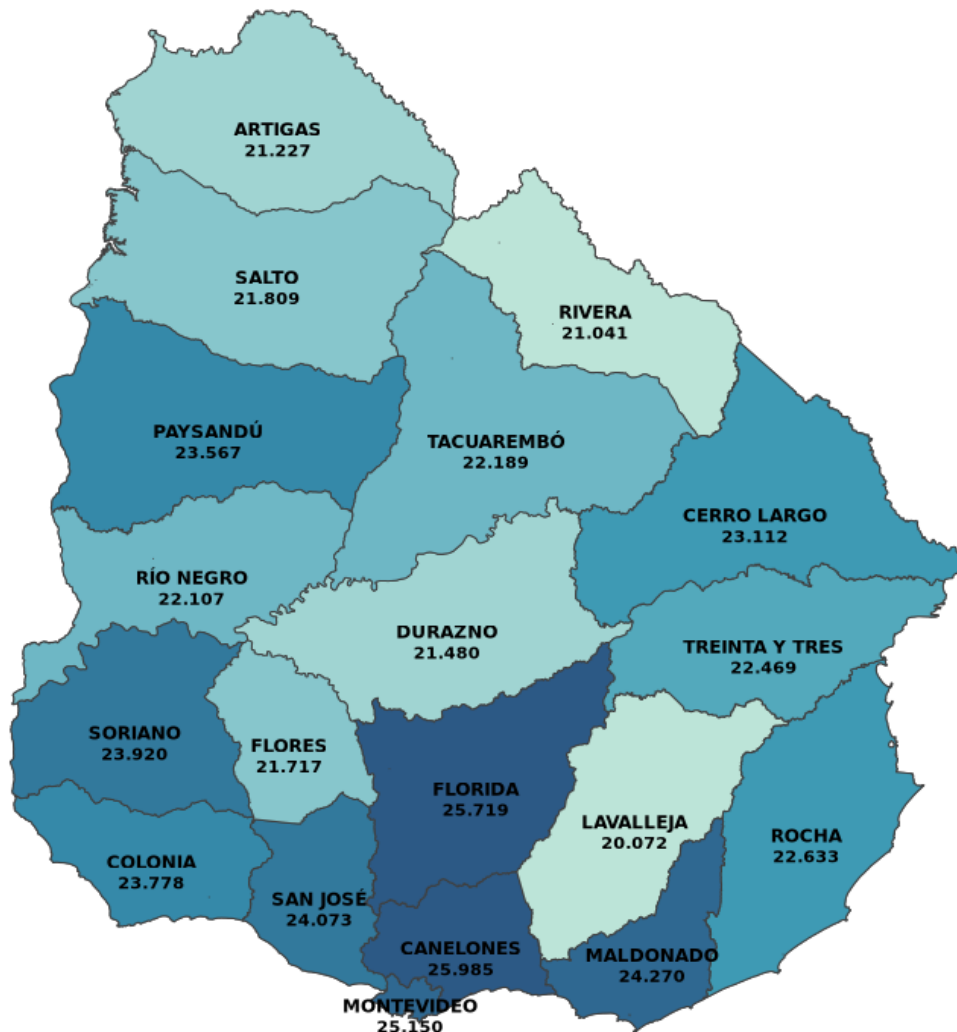 ARTIGAS
21.227
SALTO
21.809
RIVERA
21.041
PAYSANDÚ
23.567
TACUAREMBÓ
22.189
CERRO LARGO
23.112
RÍO NEGRO
22.107
DURAZNO
21.480
TREINTA Y TRES
22.469
SORIANO
23.920
FLORES
21.717
FLORIDA
25.719
LAVALLEJA
20.072
ROCHA
22.633
COLONIA
23.778
SAN JOSÉ
24.073
CANELONES
25.985
MALDONADO
24.270
MONTEVIDEO
25.150